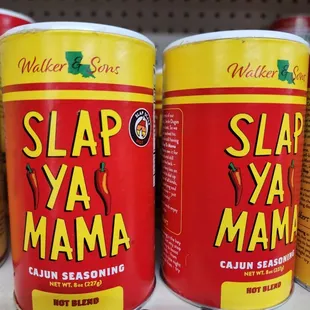 Walker & Sons
SLAP
YA
MAMA
CAJUN SEASONING
NET WT. 8oz (227g)
HOT BLEND
Walker & Sons
SLAP
YA
MAMA
CAJUN SEASONING
NET WT. 8oz (227g)
HOT BLEND